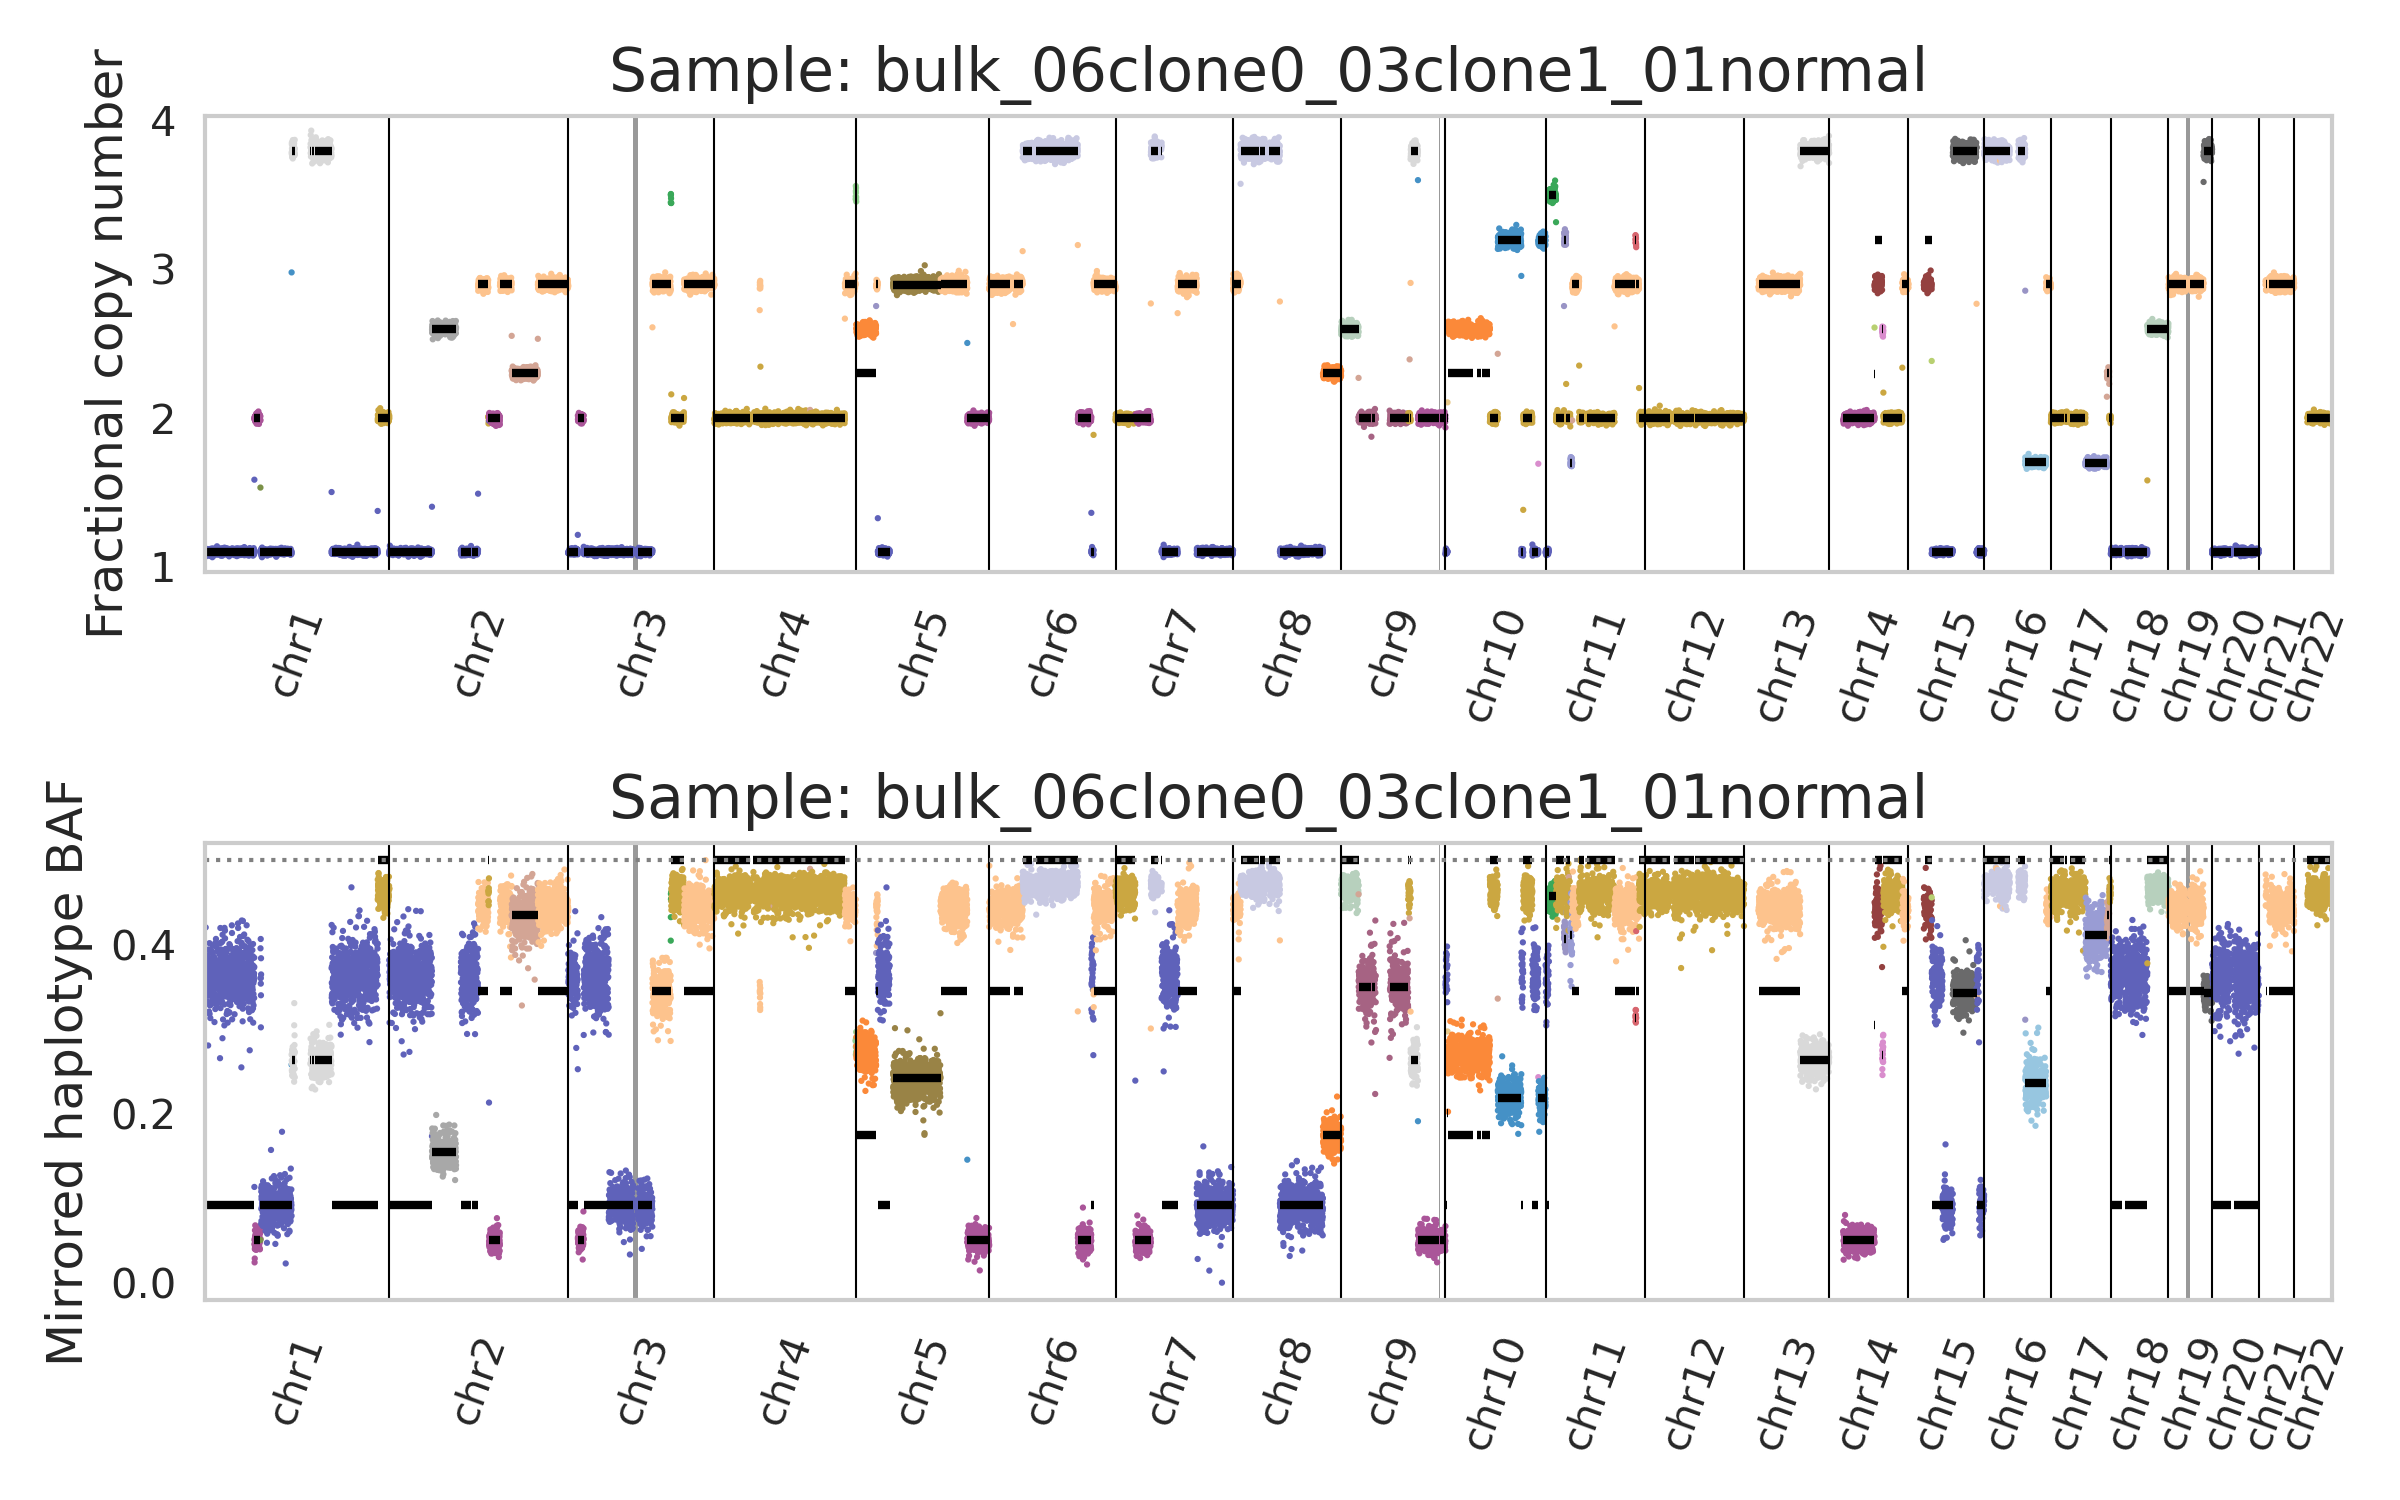 Sample: bulk_06clone0_03clone1_01normal
Fractional copy number
4
3
2
1
chr1
chr2
chr3
chr4
chr5
chr6
chr7
chr8
chr9
chr10
chr11
chr12
chr13
chr14
chr15
chr16
chr17
chr18
chr19
chr20
chr21
chr22
Sample: bulk_06clone0_03clone1_01normal
Mirrored haplotype BAF
0.4
0.2
0.0
chr1
chr2
chr3
chr4
chr5
chr6
chr7
chr8
chr9
chr10
chr11
chr12
chr13
chr14
chr15
chr16
chr17
chr18
chr19
chr20
chr21
chr22